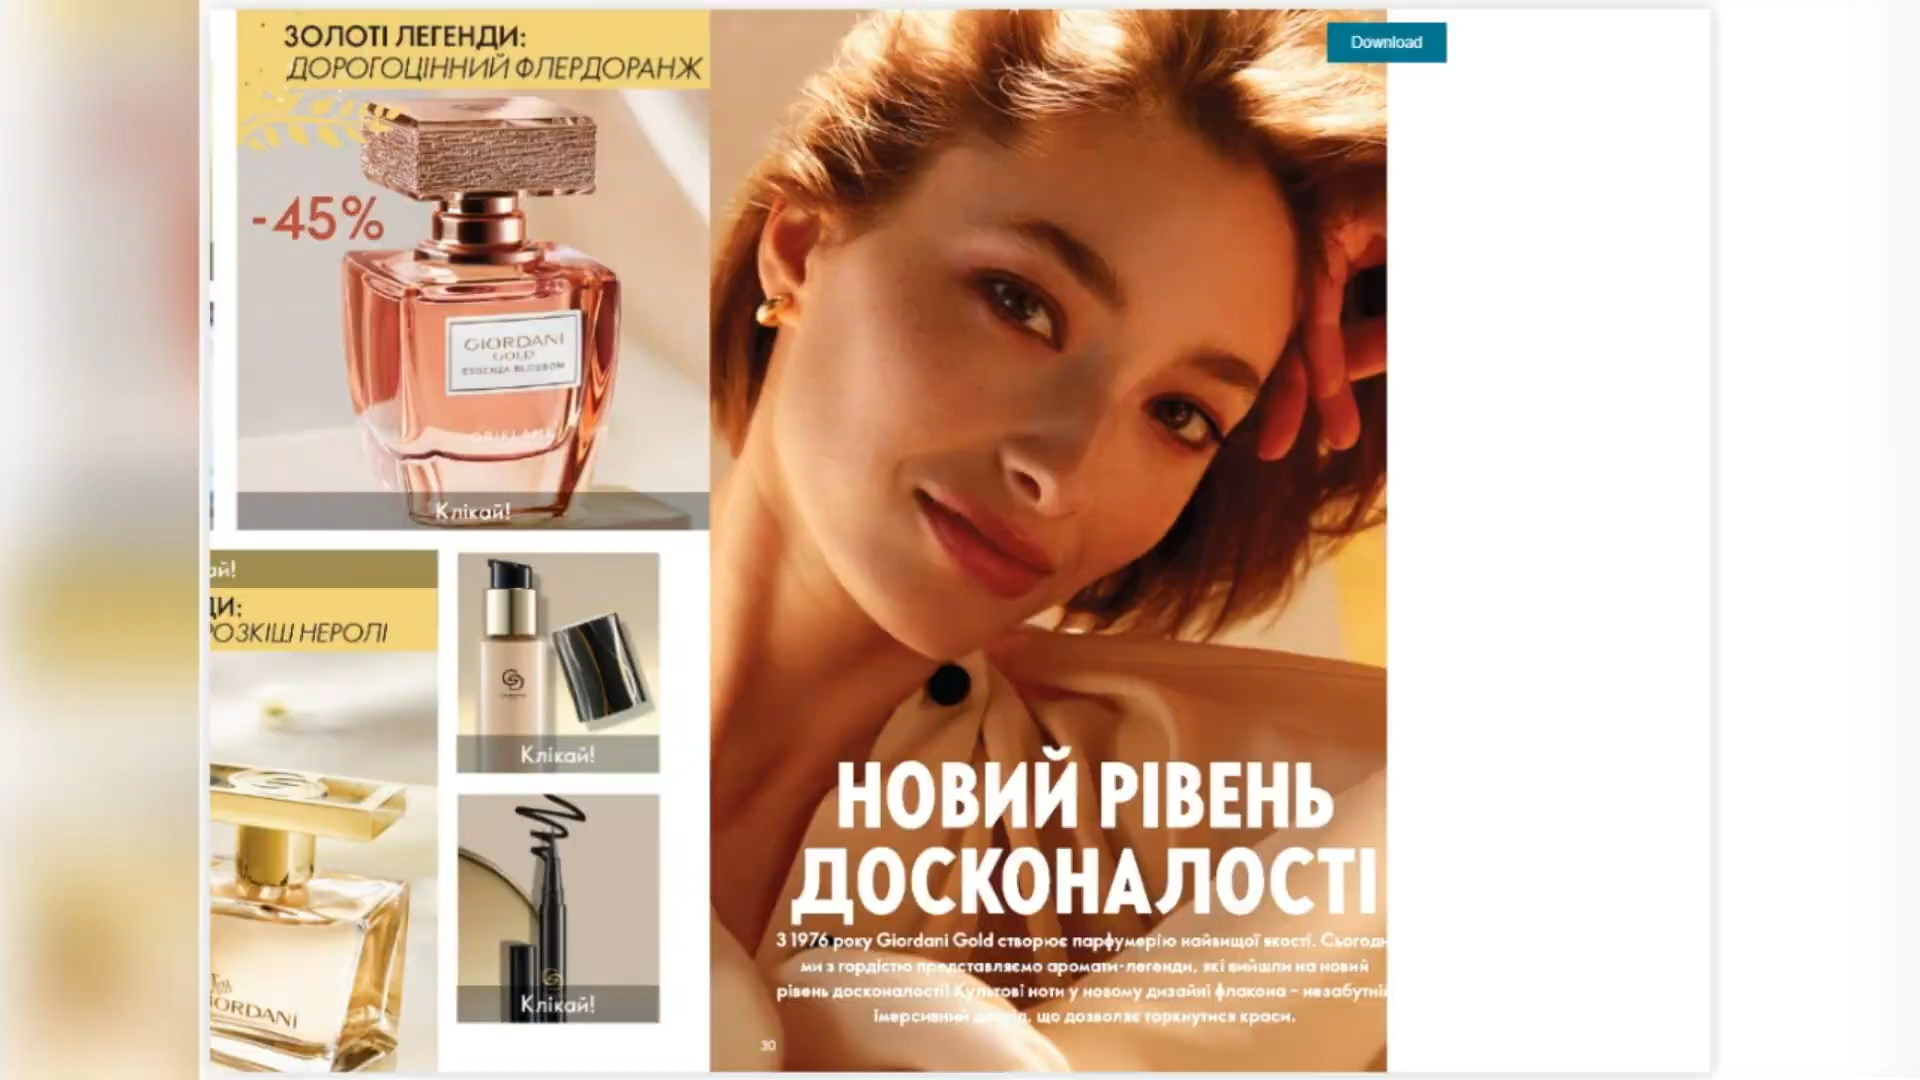 ЗОЛОТІ ЛЕГЕНДИ:
ДОРОГОЦІННИЙ ФЛЕРДОРАНЖ
-45%
GIORDANI
GOLD
ESSENZA BLOSSOM
ORIFLAME
Клікай!
ай!
ДИ:
РОЗКІШ НЕРОЛІ
Клікай!
Клікай!
IORDANI
Download
НОВИЙ РІВЕНЬ
ДОСКОНАЛОСТІ
З 1976 року Giordani Gold створює парфумерію найвищої якості. Сьогодн
ми з гордістю представляємо аромати-легенди, які вийшли на новий
рівень досконалості! Культові ноти у новому дизайні флакона – незабутні
імерсивний досвід, що дозволяє торкнутися краси.
30